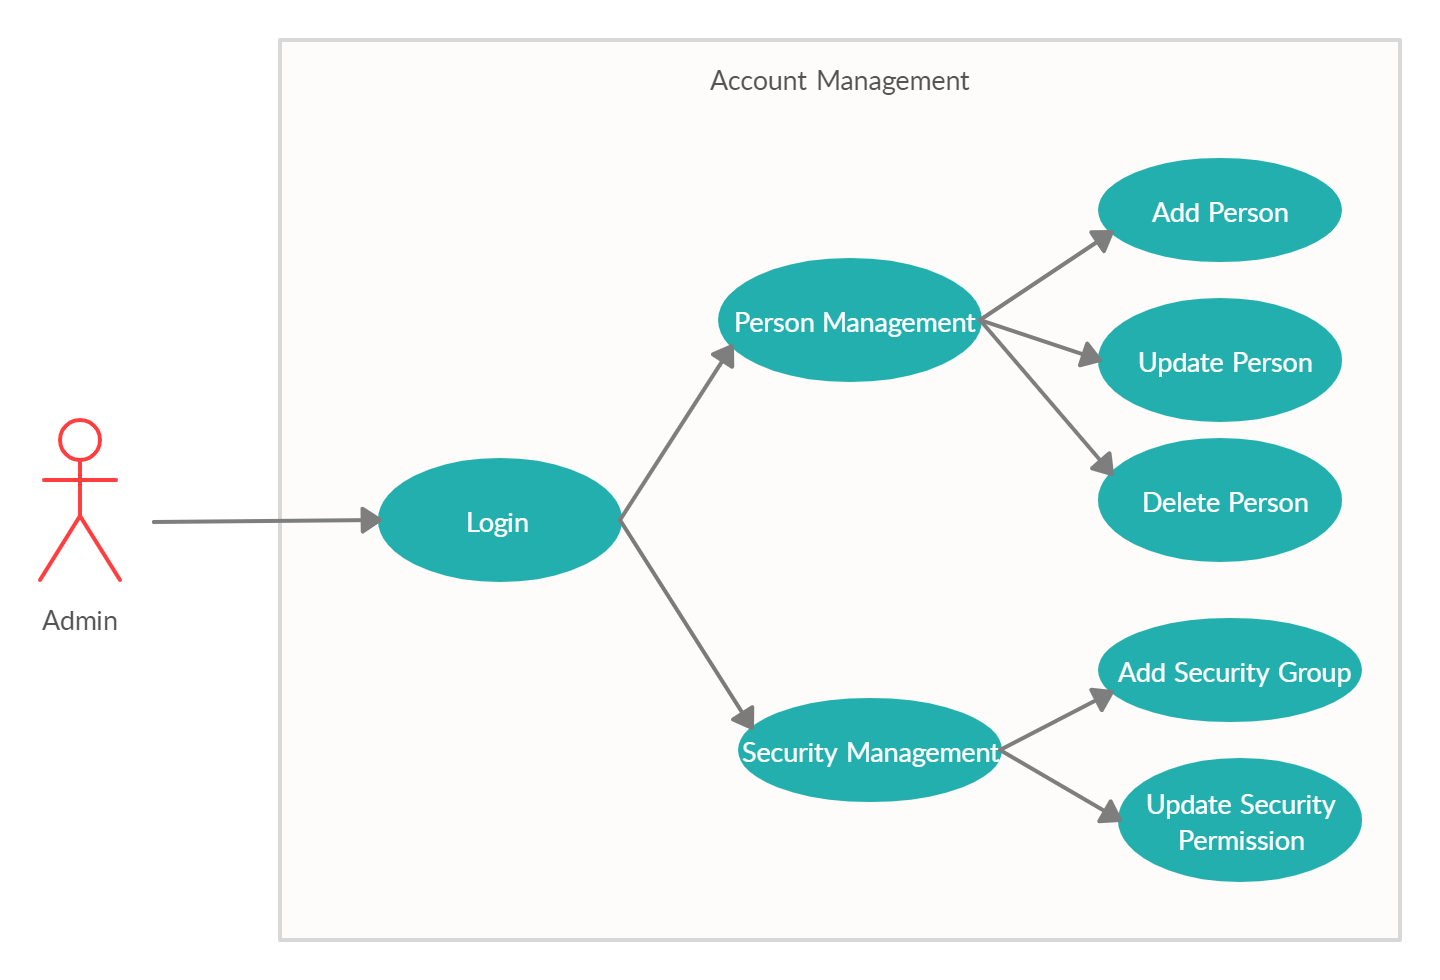 Account Management
Add Person
Person Management
Update Person
Delete Person
Login
Admin
Add Security Group
Security Management
Update Security
Permission